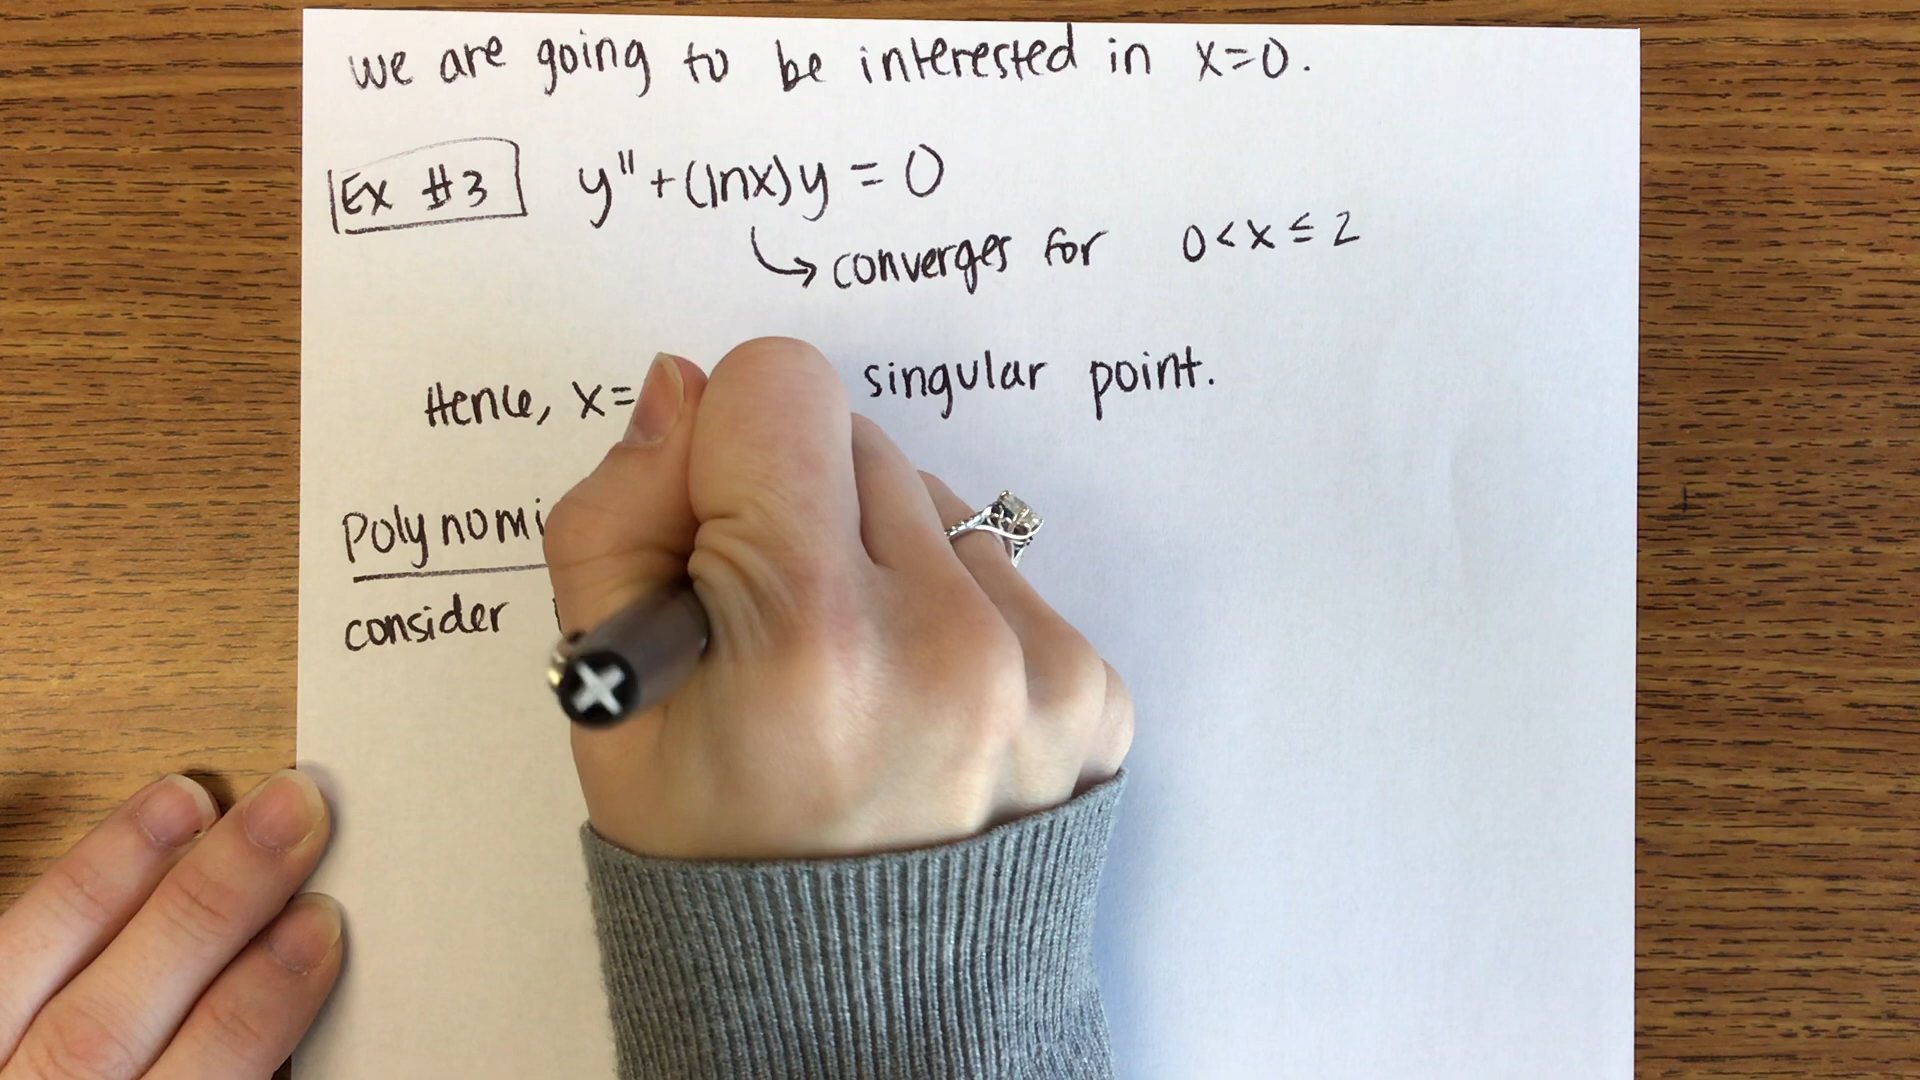 we are going to be interested in x=0.
Ex #3 y"+(lnx)y = 0
↳ converges for 0<x≤2
Hence, x= singular point.
Polynomi
consider